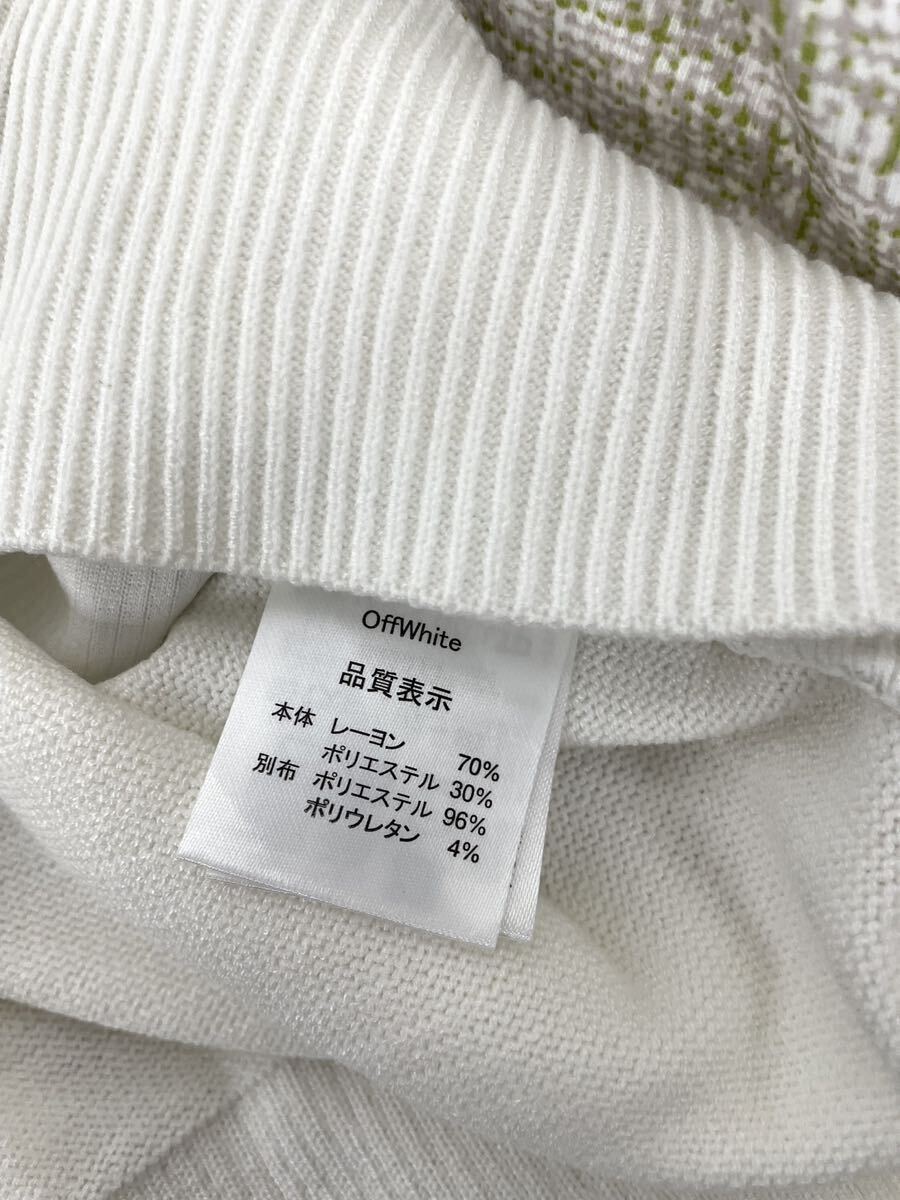 OffWhite
品質表示
本体 レーヨン 70%
ポリエステル 30%
別布 ポリエステル 96%
ポリウレタン 4%